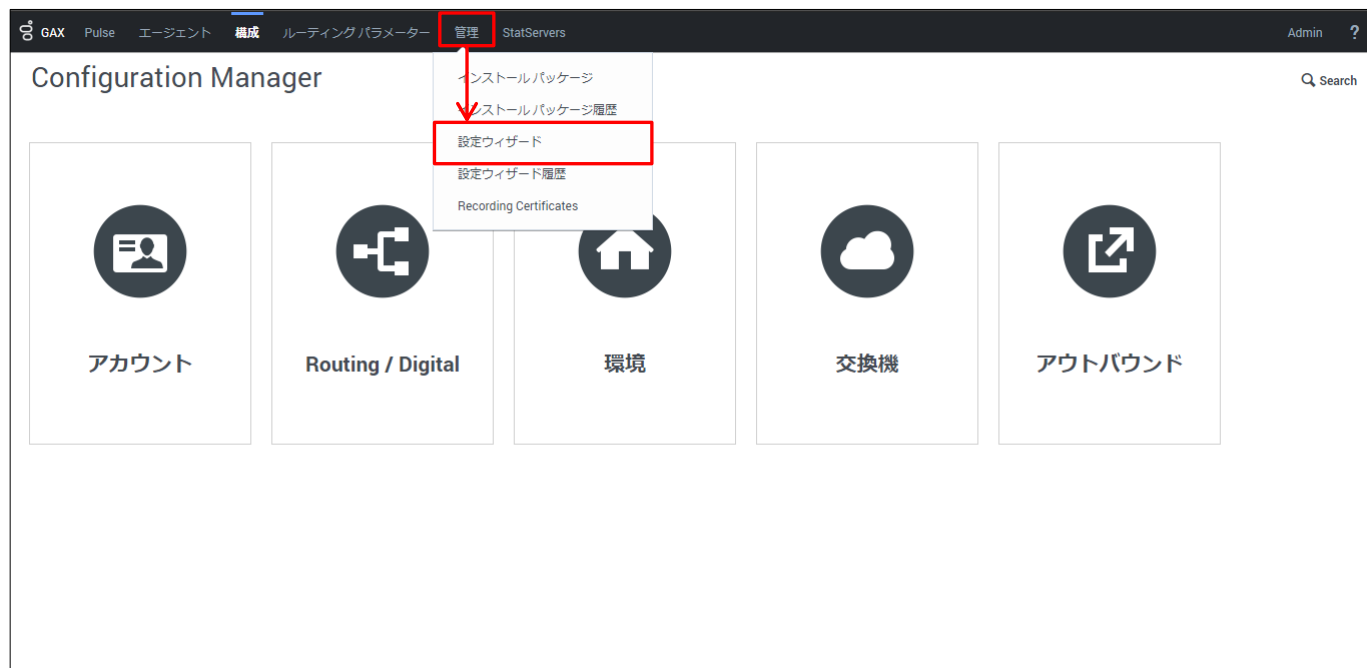 GAX Pulse エージェント 構成 ルーティングパラメーター 管理 StatServers Admin ?
Configuration Manager
Search
インストールパッケージ
インストールパッケージ履歴
設定ウィザード
設定ウィザード履歴
Recording Certificates
アカウント
Routing / Digital
環境
交換機
アウトバウンド